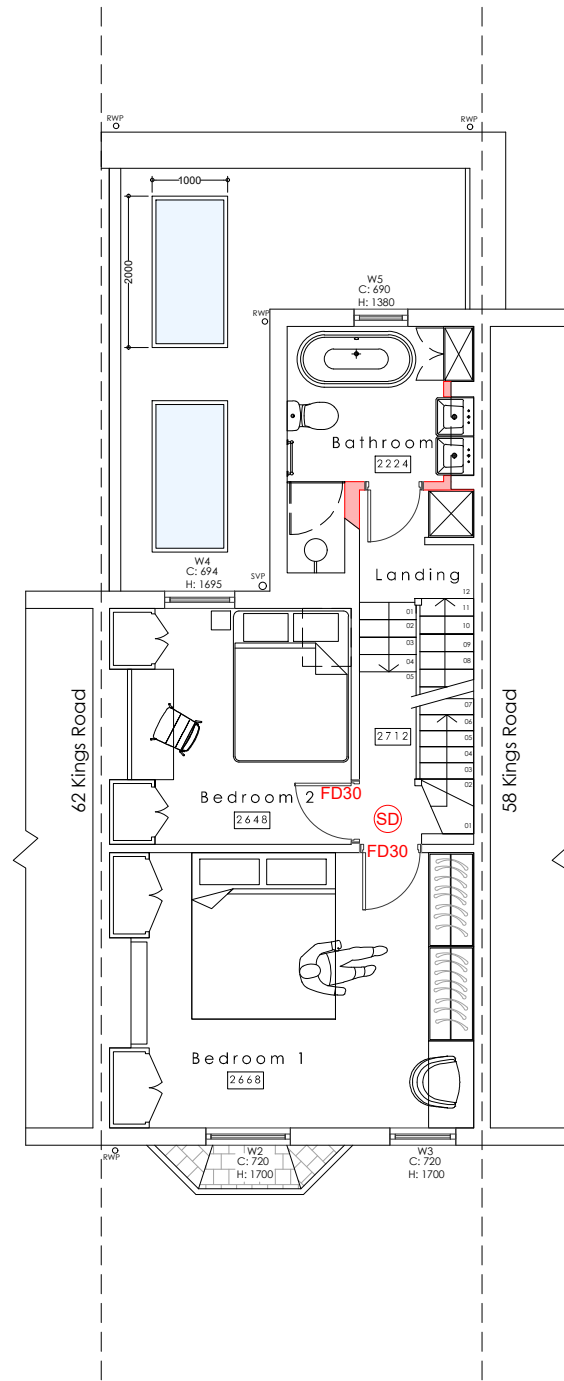 RWP
RWP
1000
2000
W5
C: 690
H: 1380
RWP
Bathroom
2224
W4
C: 694
H: 1695
SVP
Landing
12
11
10
09
08
07
06
05
04
03
02
01
01
02
03
04
05
2712
62 Kings Road
58 Kings Road
Bedroom 2
FD30
2648
SD
FD30
Bedroom 1
2668
RWP
W2
C: 720
H: 1700
W3
C: 720
H: 1700